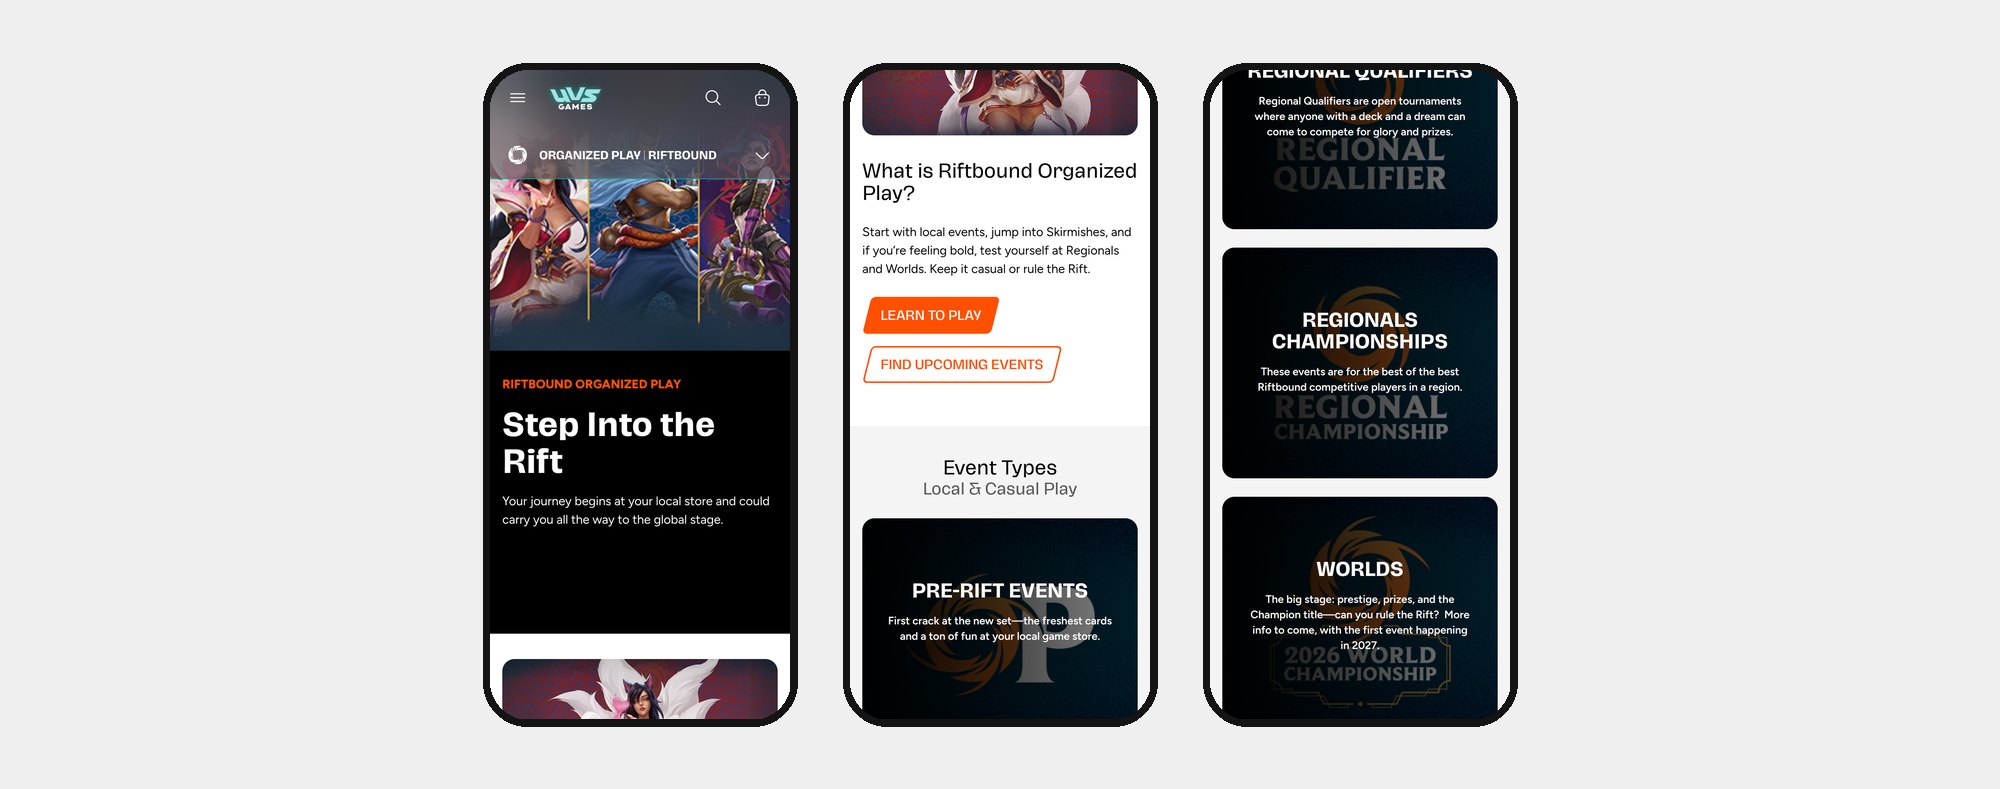 UVS
GAMES
ORGANIZED PLAY | RIFTBOUND
RIFTBOUND ORGANIZED PLAY
Step Into the
Rift
Your journey begins at your local store and could
carry you all the way to the global stage.
What is Riftbound Organized
Play?
Start with local events, jump into Skirmishes, and
if you’re feeling bold, test yourself at Regionals
and Worlds. Keep it casual or rule the Rift.
LEARN TO PLAY
FIND UPCOMING EVENTS
Event Types
Local & Casual Play
PRE-RIFT EVENTS
First crack at the new set—the freshest cards
and a ton of fun at your local game store.
OP
REGIONAL QUALIFIERS
Regional Qualifiers are open tournaments
where anyone with a deck and a dream can
come to compete for glory and prizes.
REGIONAL
QUALIFIER
REGIONALS
CHAMPIONSHIPS
These events are for the best of the best
Riftbound competitive players in a region.
REGIONAL
CHAMPIONSHIP
WORLDS
The big stage: prestige, prizes, and the
Champion title—can you rule the Rift? More
info to come, with the first event happening
in 2027.
2026 WORLD
CHAMPIONSHIP